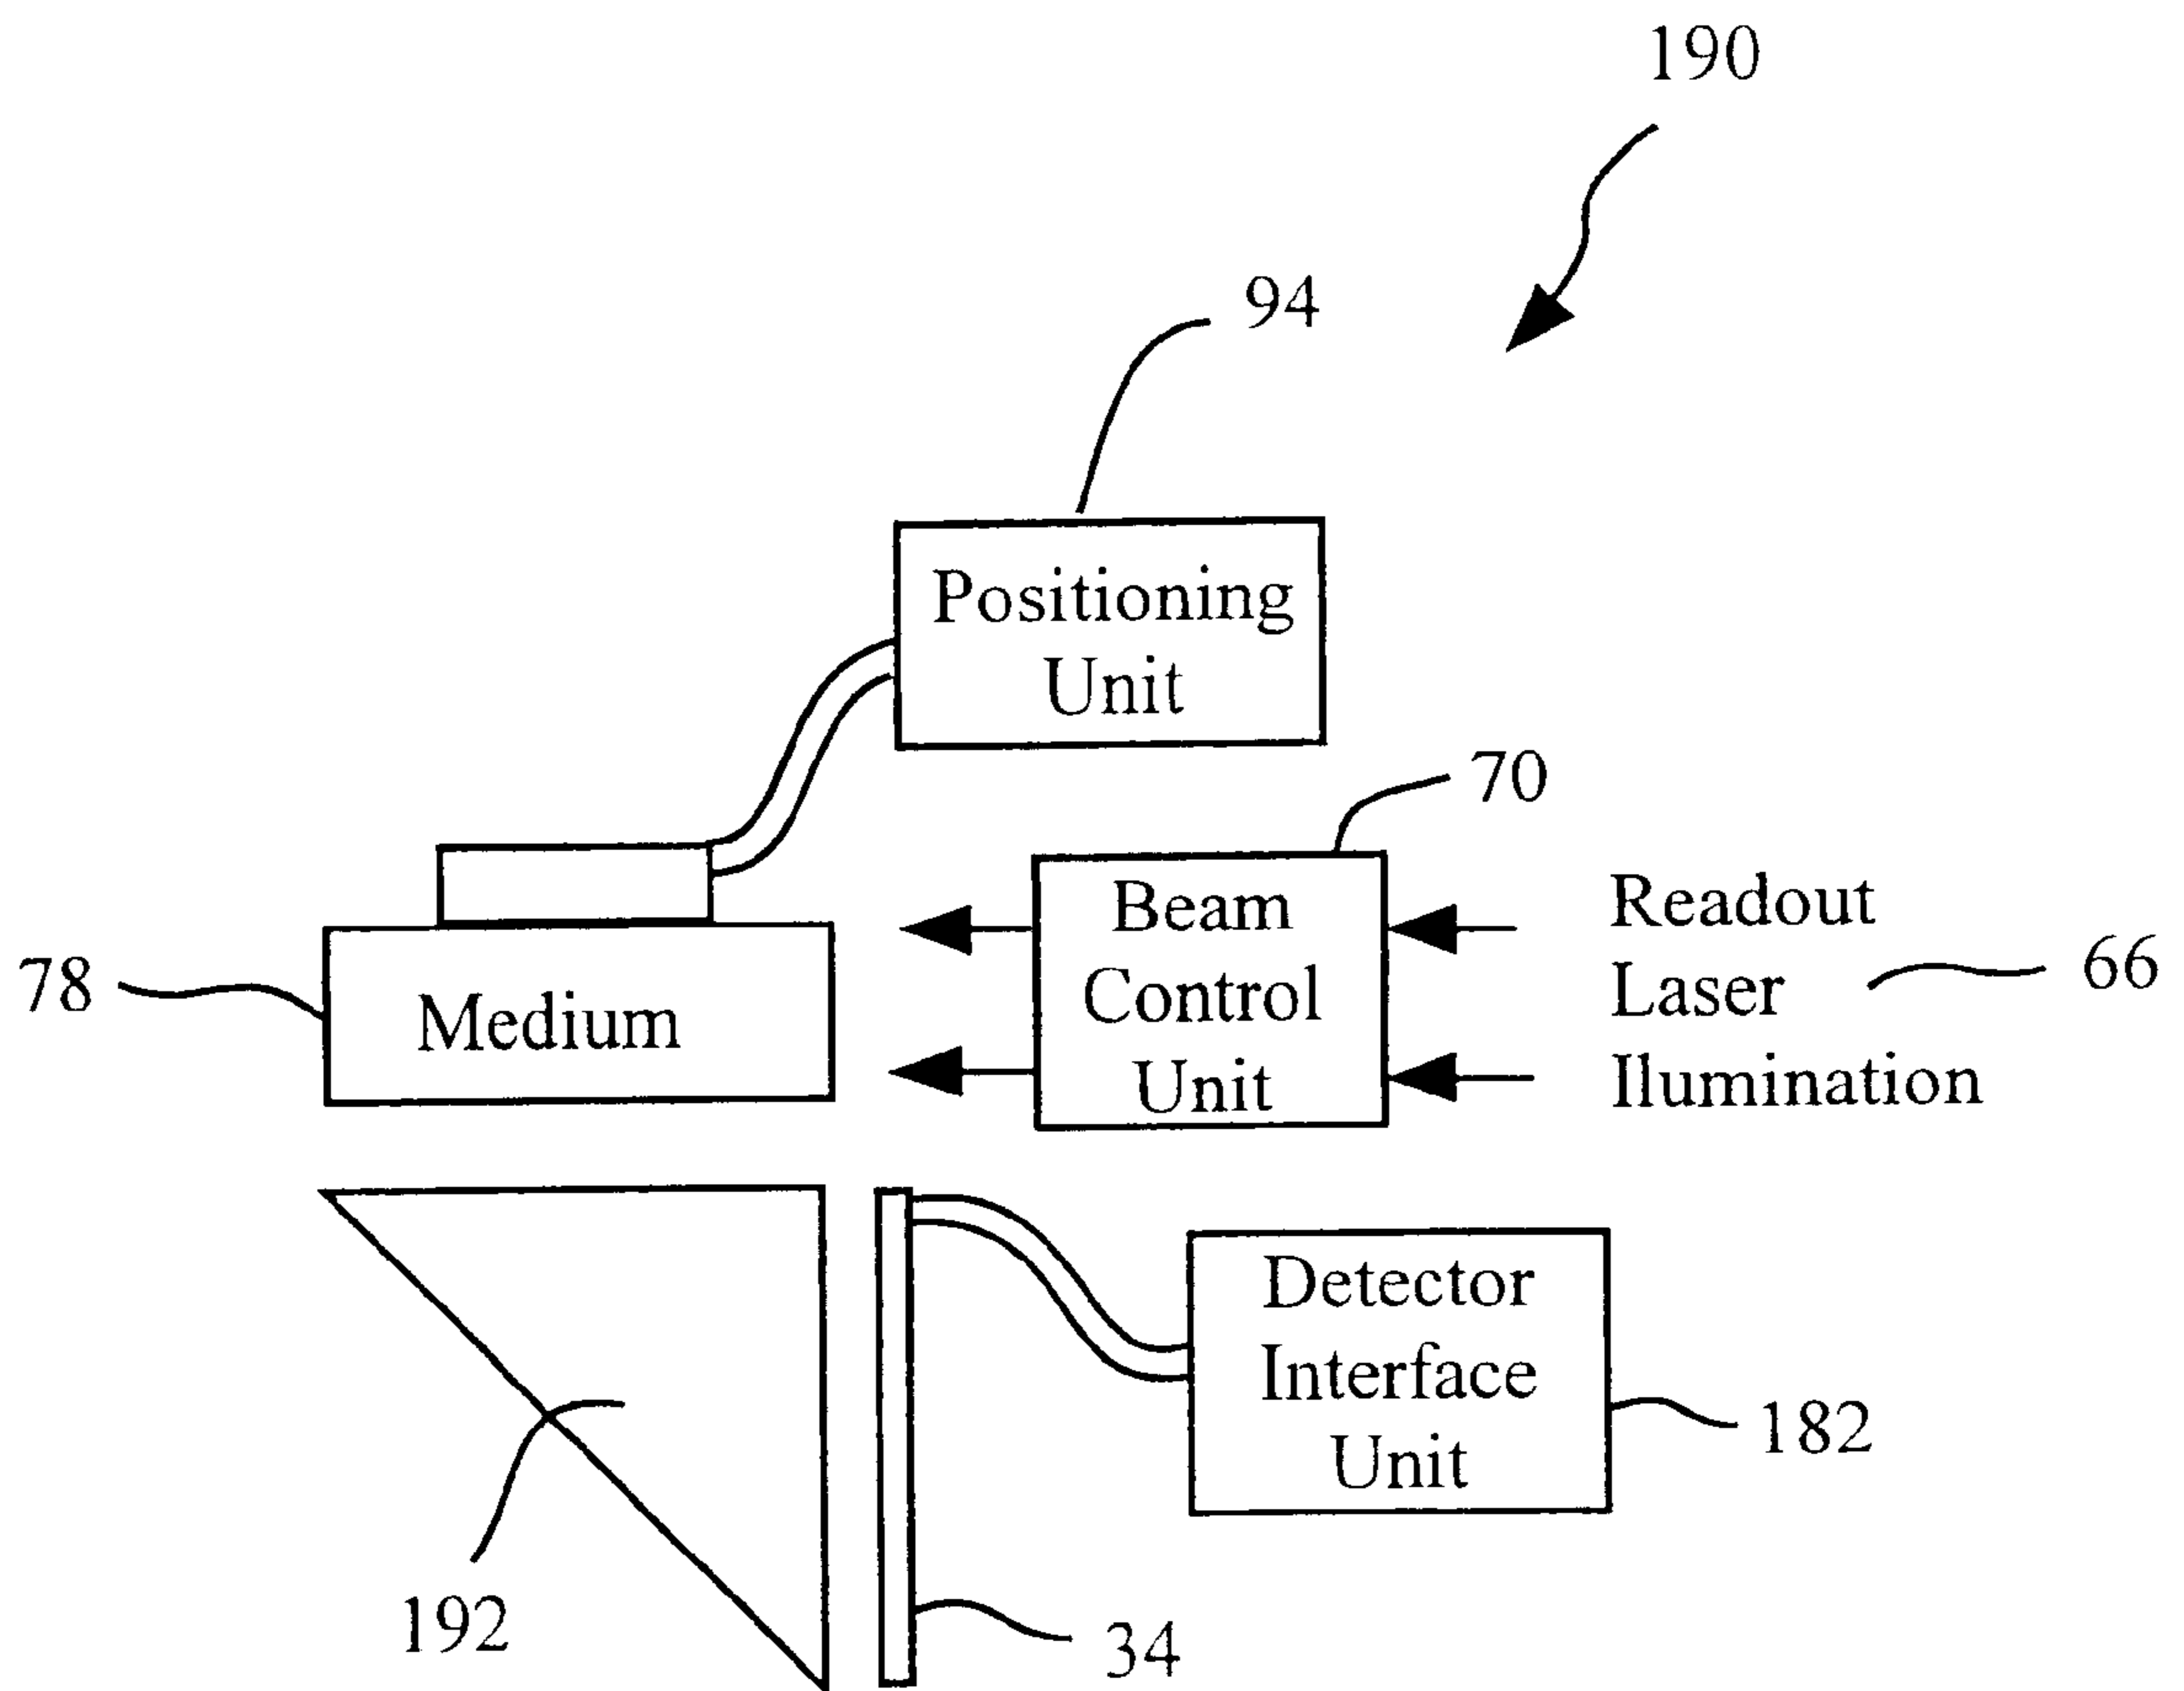 190
94
Positioning
Unit
70
Beam
Control
Unit
Readout
Laser
Ilumination
66
78
Medium
Detector
Interface
Unit
182
192
34